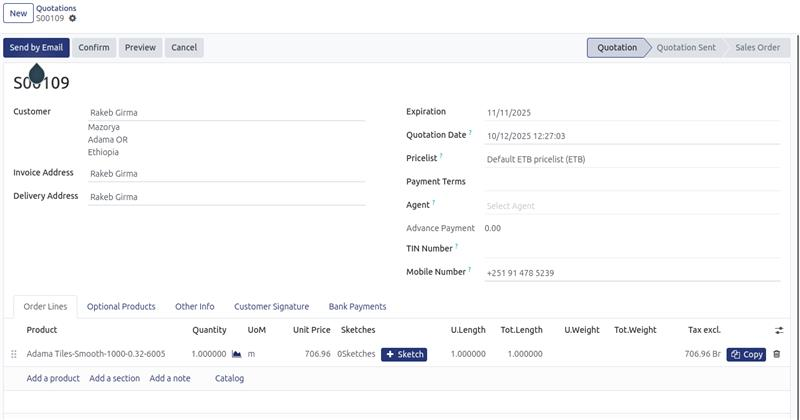 New
Quotations
S00109
Send by Email
Confirm
Preview
Cancel
Quotation
Quotation Sent
Sales Order
S00109
Customer
Rakeb Girma
Mazorya
Adama OR
Ethiopia
Invoice Address
Rakeb Girma
Delivery Address
Rakeb Girma
Expiration
11/11/2025
Quotation Date ?
10/12/2025 12:27:03
Pricelist ?
Default ETB pricelist (ETB)
Payment Terms
Agent ?
Select Agent
Advance Payment
0.00
TIN Number ?
Mobile Number ?
+251 91 478 5239
Order Lines
Optional Products
Other Info
Customer Signature
Bank Payments
Product Quantity UoM Unit Price Sketches U.Length Tot.Length U.Weight Tot.Weight Tax excl.
Adama Tiles-Smooth-1000-0.32-6005 1.000000 m 706.96 0Sketches + Sketch 1.000000 1.000000 706.96 Br Copy
Add a product Add a section Add a note Catalog